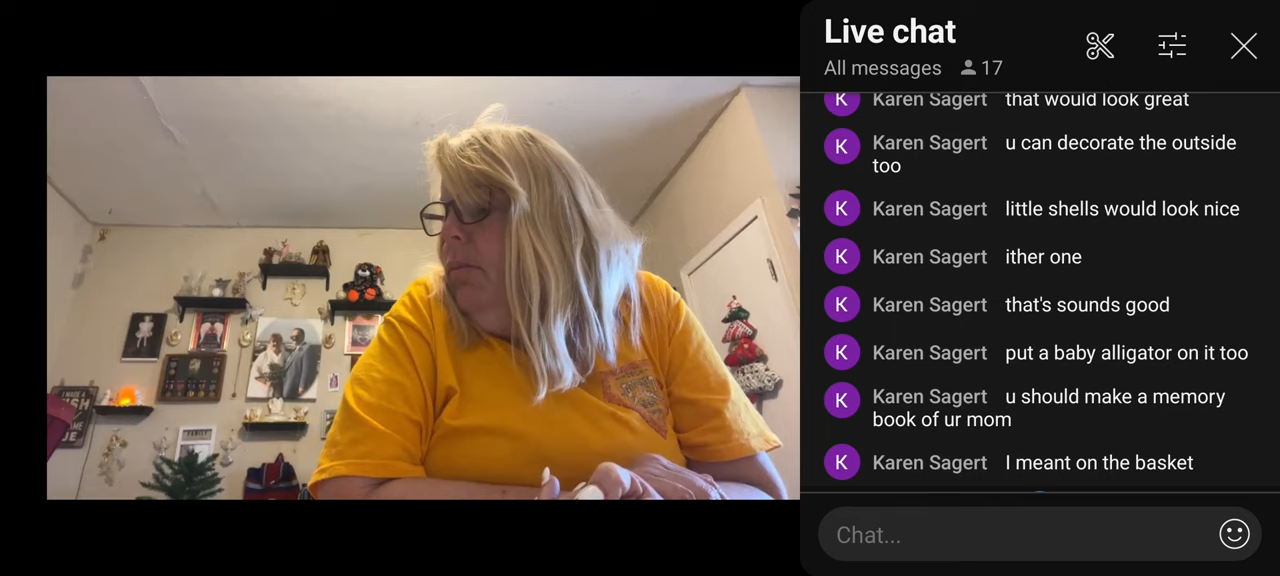 Live chat
All messages 17
Karen Sagert that would look great
Karen Sagert u can decorate the outside
too
Karen Sagert little shells would look nice
Karen Sagert ither one
Karen Sagert that's sounds good
Karen Sagert put a baby alligator on it too
Karen Sagert u should make a memory
book of ur mom
Karen Sagert I meant on the basket
Chat...
K
K
K
K
K
K
K
K
I MADE A
FAMILY